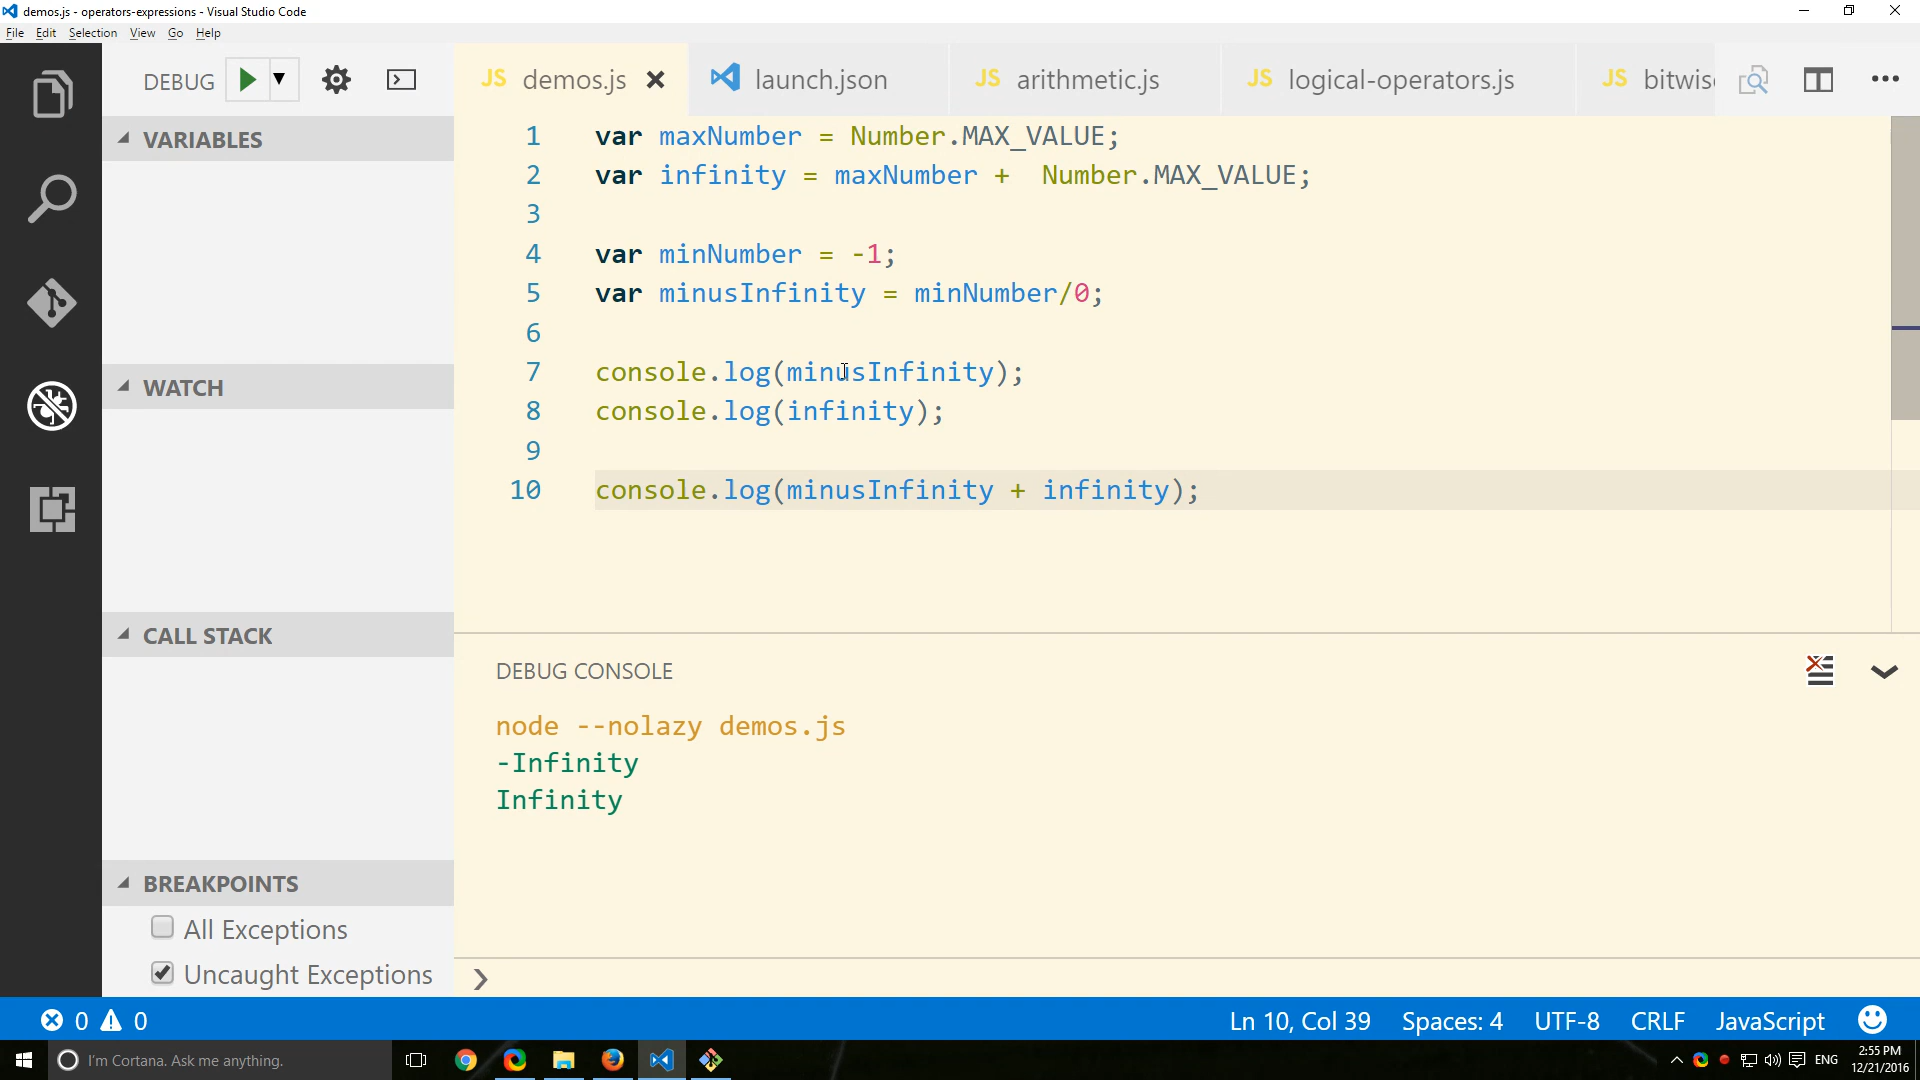 demos.js - operators-expressions - Visual Studio Code
File Edit Selection View Go Help
DEBUG
JS demos.js launch.json JS arithmetic.js JS logical-operators.js JS bitwis
VARIABLES
WATCH
CALL STACK
BREAKPOINTS
All Exceptions
Uncaught Exceptions
1 var maxNumber = Number.MAX_VALUE;
2 var infinity = maxNumber +  Number.MAX_VALUE;
3
4 var minNumber = -1;
5 var minusInfinity = minNumber/0;
6
7 console.log(minusInfinity);
8 console.log(infinity);
9
10 console.log(minusInfinity + infinity);
DEBUG CONSOLE
node --nolazy demos.js
-Infinity
Infinity
0 0 Ln 10, Col 39 Spaces: 4 UTF-8 CRLF JavaScript
I'm Cortana. Ask me anything. ENG
2:55 PM
12/21/2016